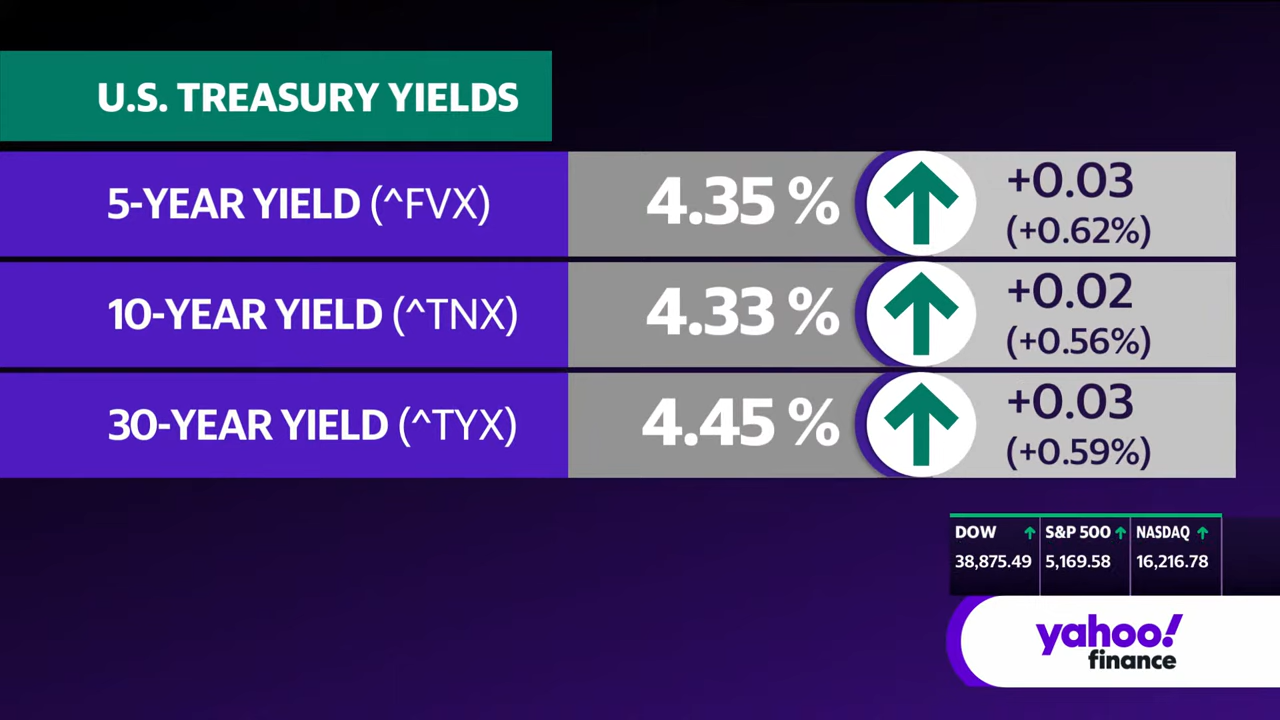 U.S. TREASURY YIELDS
5-YEAR YIELD (^FVX) 4.35 % +0.03
(+0.62%)
10-YEAR YIELD (^TNX) 4.33 % +0.02
(+0.56%)
30-YEAR YIELD (^TYX) 4.45 % +0.03
(+0.59%)
DOW S&P 500 NASDAQ
38,875.49 5,169.58 16,216.78
yahoo!
finance